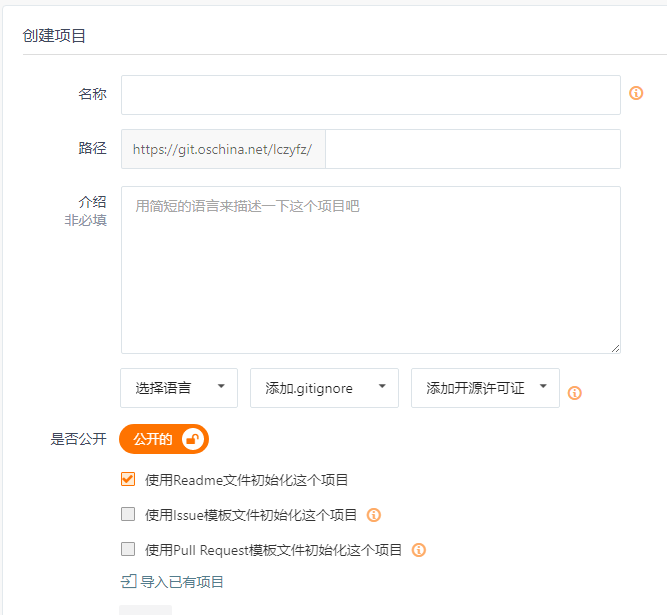 创建项目
名称
路径 https://git.oschina.net/lczyfz/
介绍 用简短的语言来描述一下这个项目吧
非必填
选择语言 添加.gitignore 添加开源许可证
是否公开 公开的
使用Readme文件初始化这个项目
使用Issue模板文件初始化这个项目
使用Pull Request模板文件初始化这个项目
导入已有项目